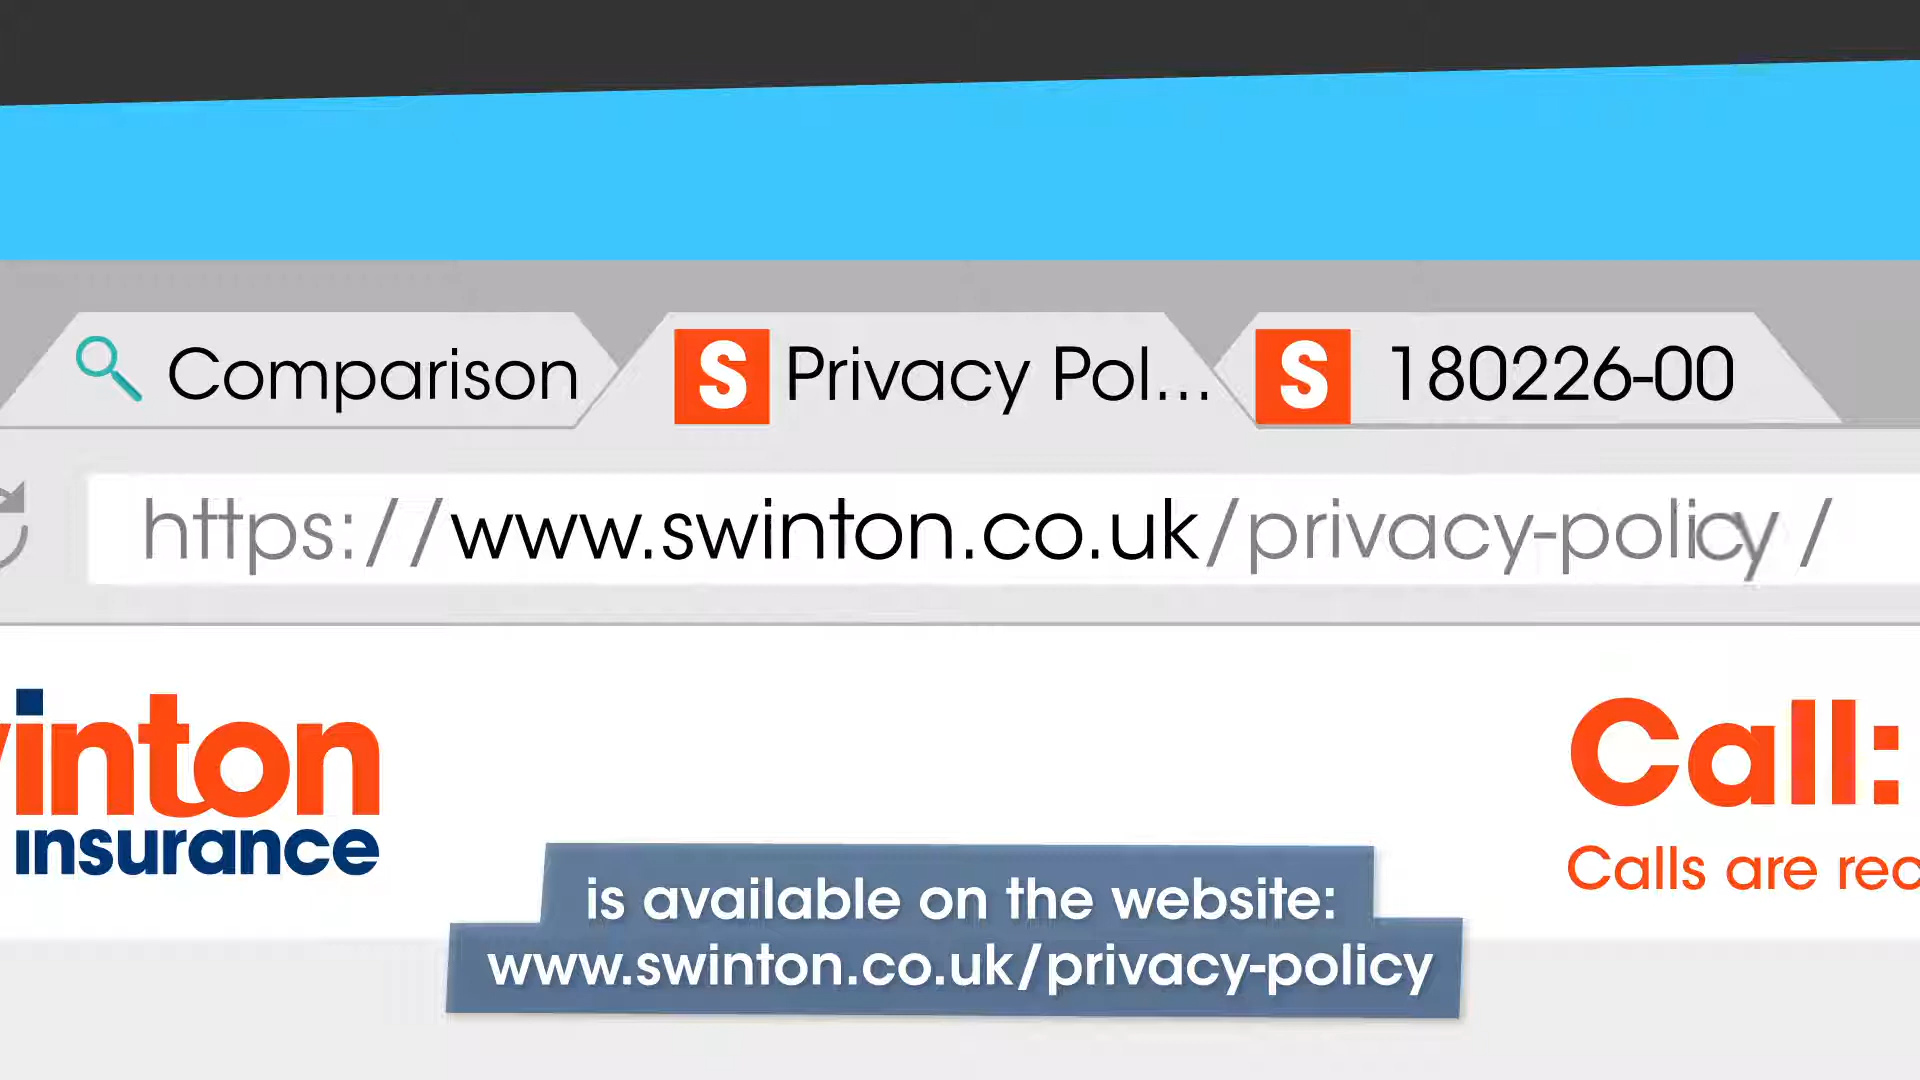 Comparison
S Privacy Pol...
S 180226-00
https://www.swinton.co.uk/privacy-policy/
inton
insurance
Call:
Calls are rec
is available on the website:
www.swinton.co.uk/privacy-policy